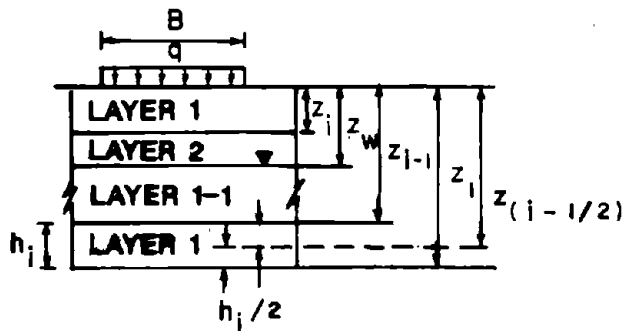 B
q
LAYER 1
LAYER 2
LAYER 1-1
LAYER 1
z_i
z_w
z_{i-1}
z_i
z_{(i-1/2)}
h_i
h_i/2